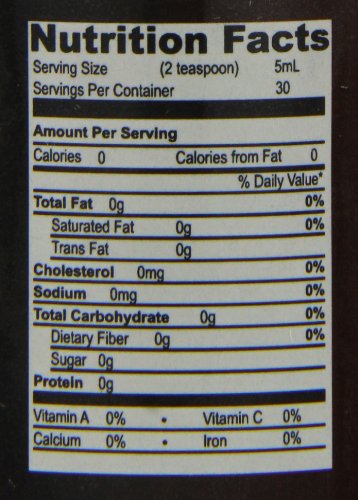 Nutrition Facts
Serving Size (2 teaspoon) 5mL
Servings Per Container 30
Amount Per Serving
Calories 0 Calories from Fat 0
% Daily Value*
Total Fat 0g 0%
Saturated Fat 0g 0%
Trans Fat 0g
Cholesterol 0mg 0%
Sodium 0mg 0%
Total Carbohydrate 0g 0%
Dietary Fiber 0g 0%
Sugar 0g
Protein 0g
Vitamin A 0% • Vitamin C 0%
Calcium 0% • Iron 0%